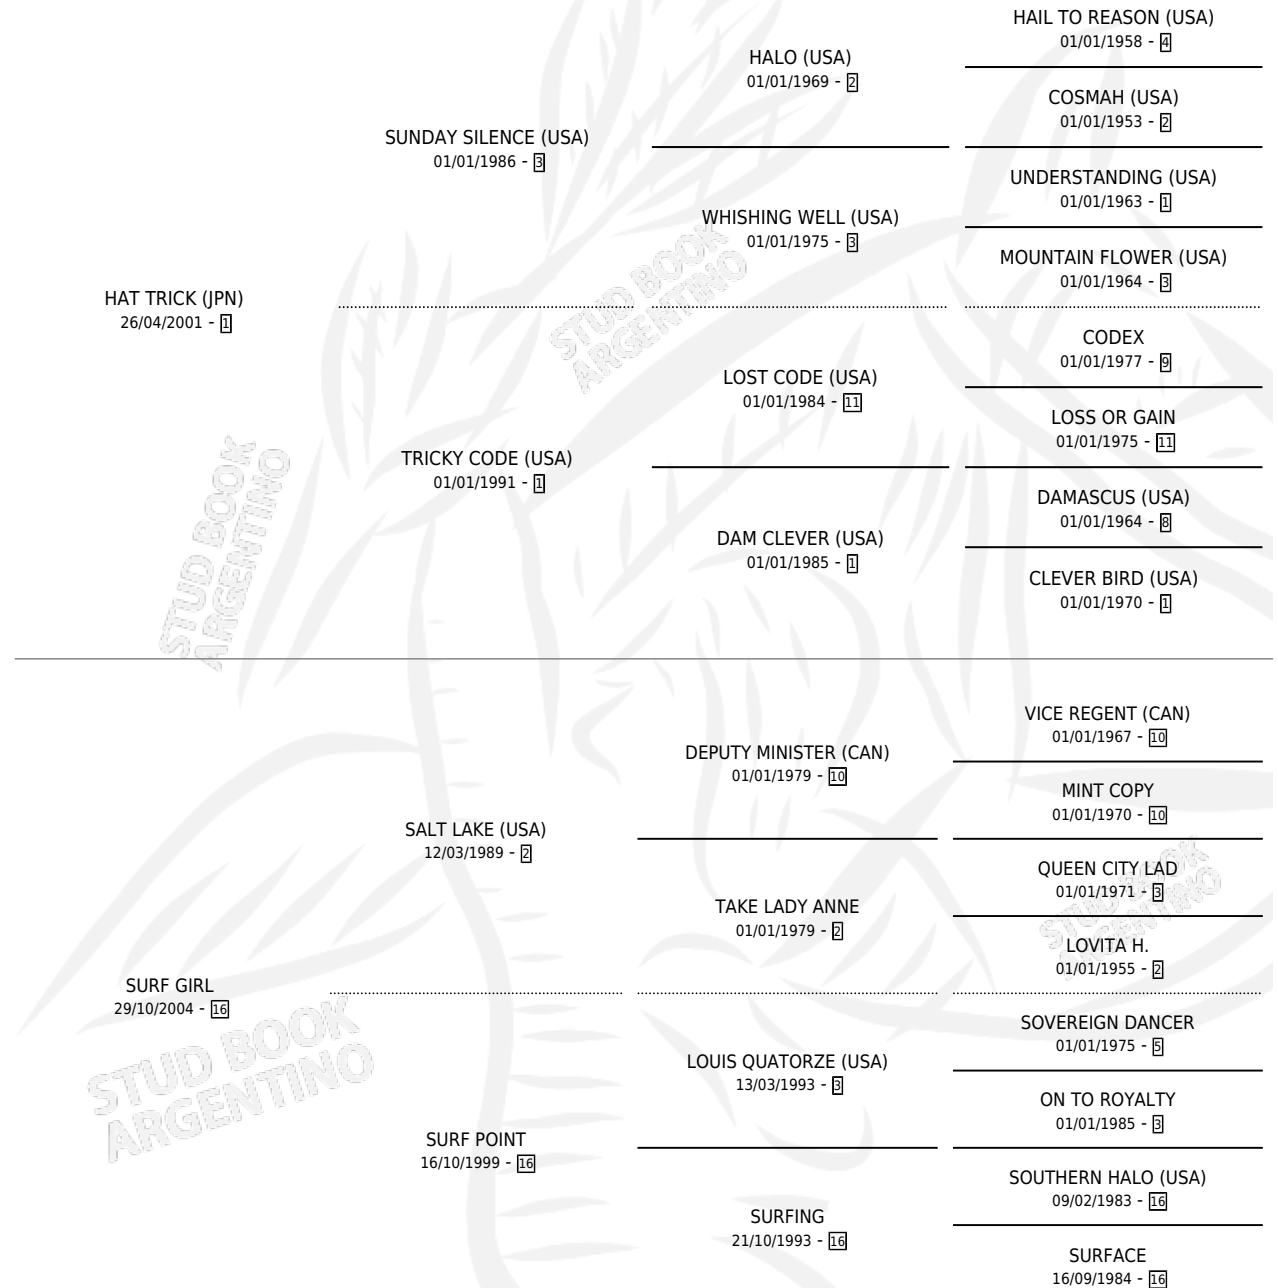 HAIL TO REASON (USA)
01/01/1958 - 4
HALO (USA)
01/01/1969 - 2
COSMAH (USA)
01/01/1953 - 2
SUNDAY SILENCE (USA)
01/01/1986 - 3
UNDERSTANDING (USA)
01/01/1963 - 1
WHISHING WELL (USA)
01/01/1975 - 3
MOUNTAIN FLOWER (USA)
01/01/1964 - 3
HAT TRICK (JPN)
26/04/2001 - 1
CODEX
01/01/1977 - 9
LOST CODE (USA)
01/01/1984 - 11
LOSS OR GAIN
01/01/1975 - 11
TRICKY CODE (USA)
01/01/1991 - 1
DAMASCUS (USA)
01/01/1964 - 8
DAM CLEVER (USA)
01/01/1985 - 1
CLEVER BIRD (USA)
01/01/1970 - 1
VICE REGENT (CAN)
01/01/1967 - 10
DEPUTY MINISTER (CAN)
01/01/1979 - 10
MINT COPY
01/01/1970 - 10
SALT LAKE (USA)
12/03/1989 - 2
QUEEN CITY LAD
01/01/1971 - 3
TAKE LADY ANNE
01/01/1979 - 2
LOVITA H.
01/01/1955 - 2
SURF GIRL
29/10/2004 - 16
SOVEREIGN DANCER
01/01/1975 - 5
LOUIS QUATORZE (USA)
13/03/1993 - 3
ON TO ROYALTY
01/01/1985 - 3
SURF POINT
16/10/1999 - 16
SOUTHERN HALO (USA)
09/02/1983 - 16
SURFING
21/10/1993 - 16
SURFACE
16/09/1984 - 16
STUD BOOK
ARGENTINO
STUD BOOK
ARGENTINO
STUD BOOK
ARGENTINO
STUD BOOK
ARGENTINO